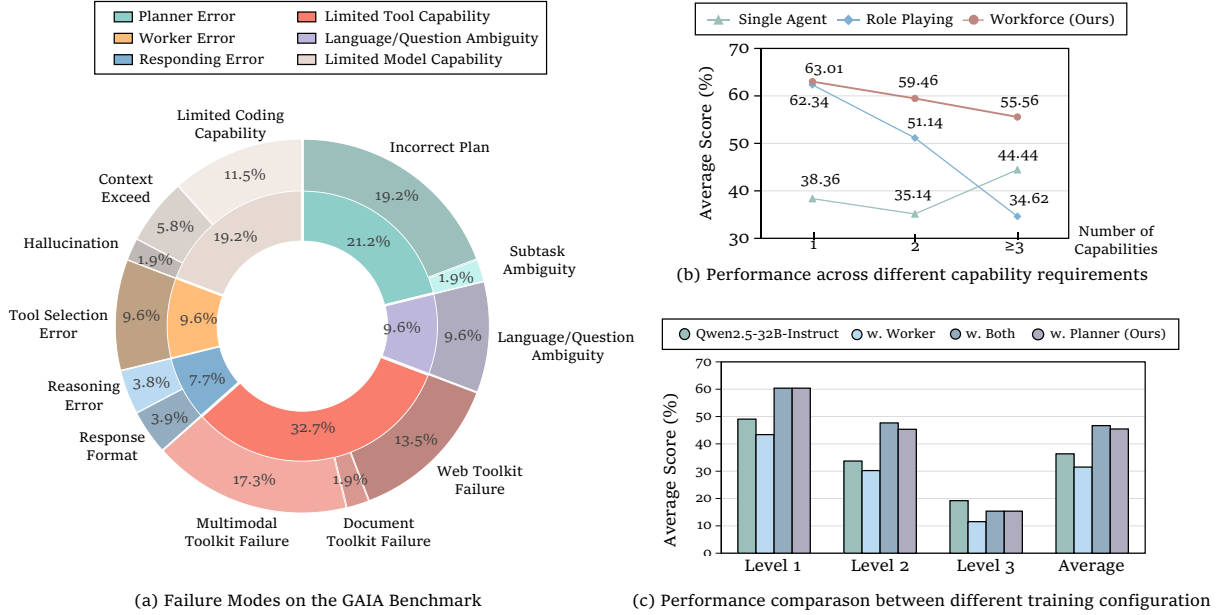 Planner Error
Limited Tool Capability
Worker Error
Language/Question Ambiguity
Responding Error
Limited Model Capability
Limited Coding
Capability
Incorrect Plan
Context
Exceed
11.5%
19.2%
5.8%
19.2%
21.2%
Hallucination
1.9%
Subtask
Ambiguity
1.9%
Tool Selection
Error
9.6%
9.6%
9.6%
9.6%
Language/Question
Ambiguity
Reasoning
Error
3.8%
7.7%
Response
Format
3.9%
32.7%
13.5%
17.3%
1.9%
Web Toolkit
Failure
Multimodal
Toolkit Failure
Document
Toolkit Failure
(a) Failure Modes on the GAIA Benchmark
Single Agent
Role Playing
Workforce (Ours)
Average Score (%)
70
60
50
40
30
63.01
62.34
59.46
51.14
55.56
44.44
38.36
35.14
34.62
1
2
≥3
Number of
Capabilities
(b) Performance across different capability requirements
Qwen2.5-32B-Instruct
w. Worker
w. Both
w. Planner (Ours)
Average Score (%)
70
60
50
40
30
20
10
0
Level 1
Level 2
Level 3
Average
(c) Performance comparason between different training configuration